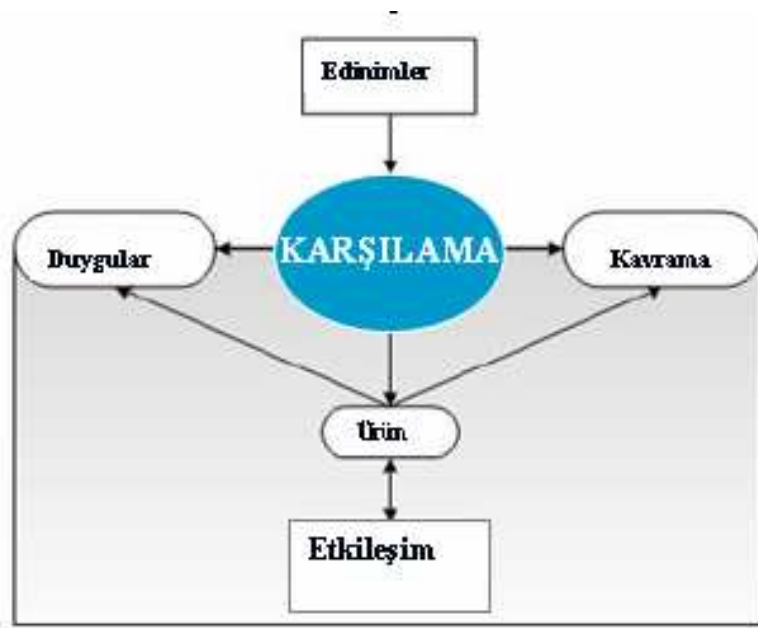 Edinimler
KARŞILAMA
Duygular
Kavrama
Ürün
Etkileşim